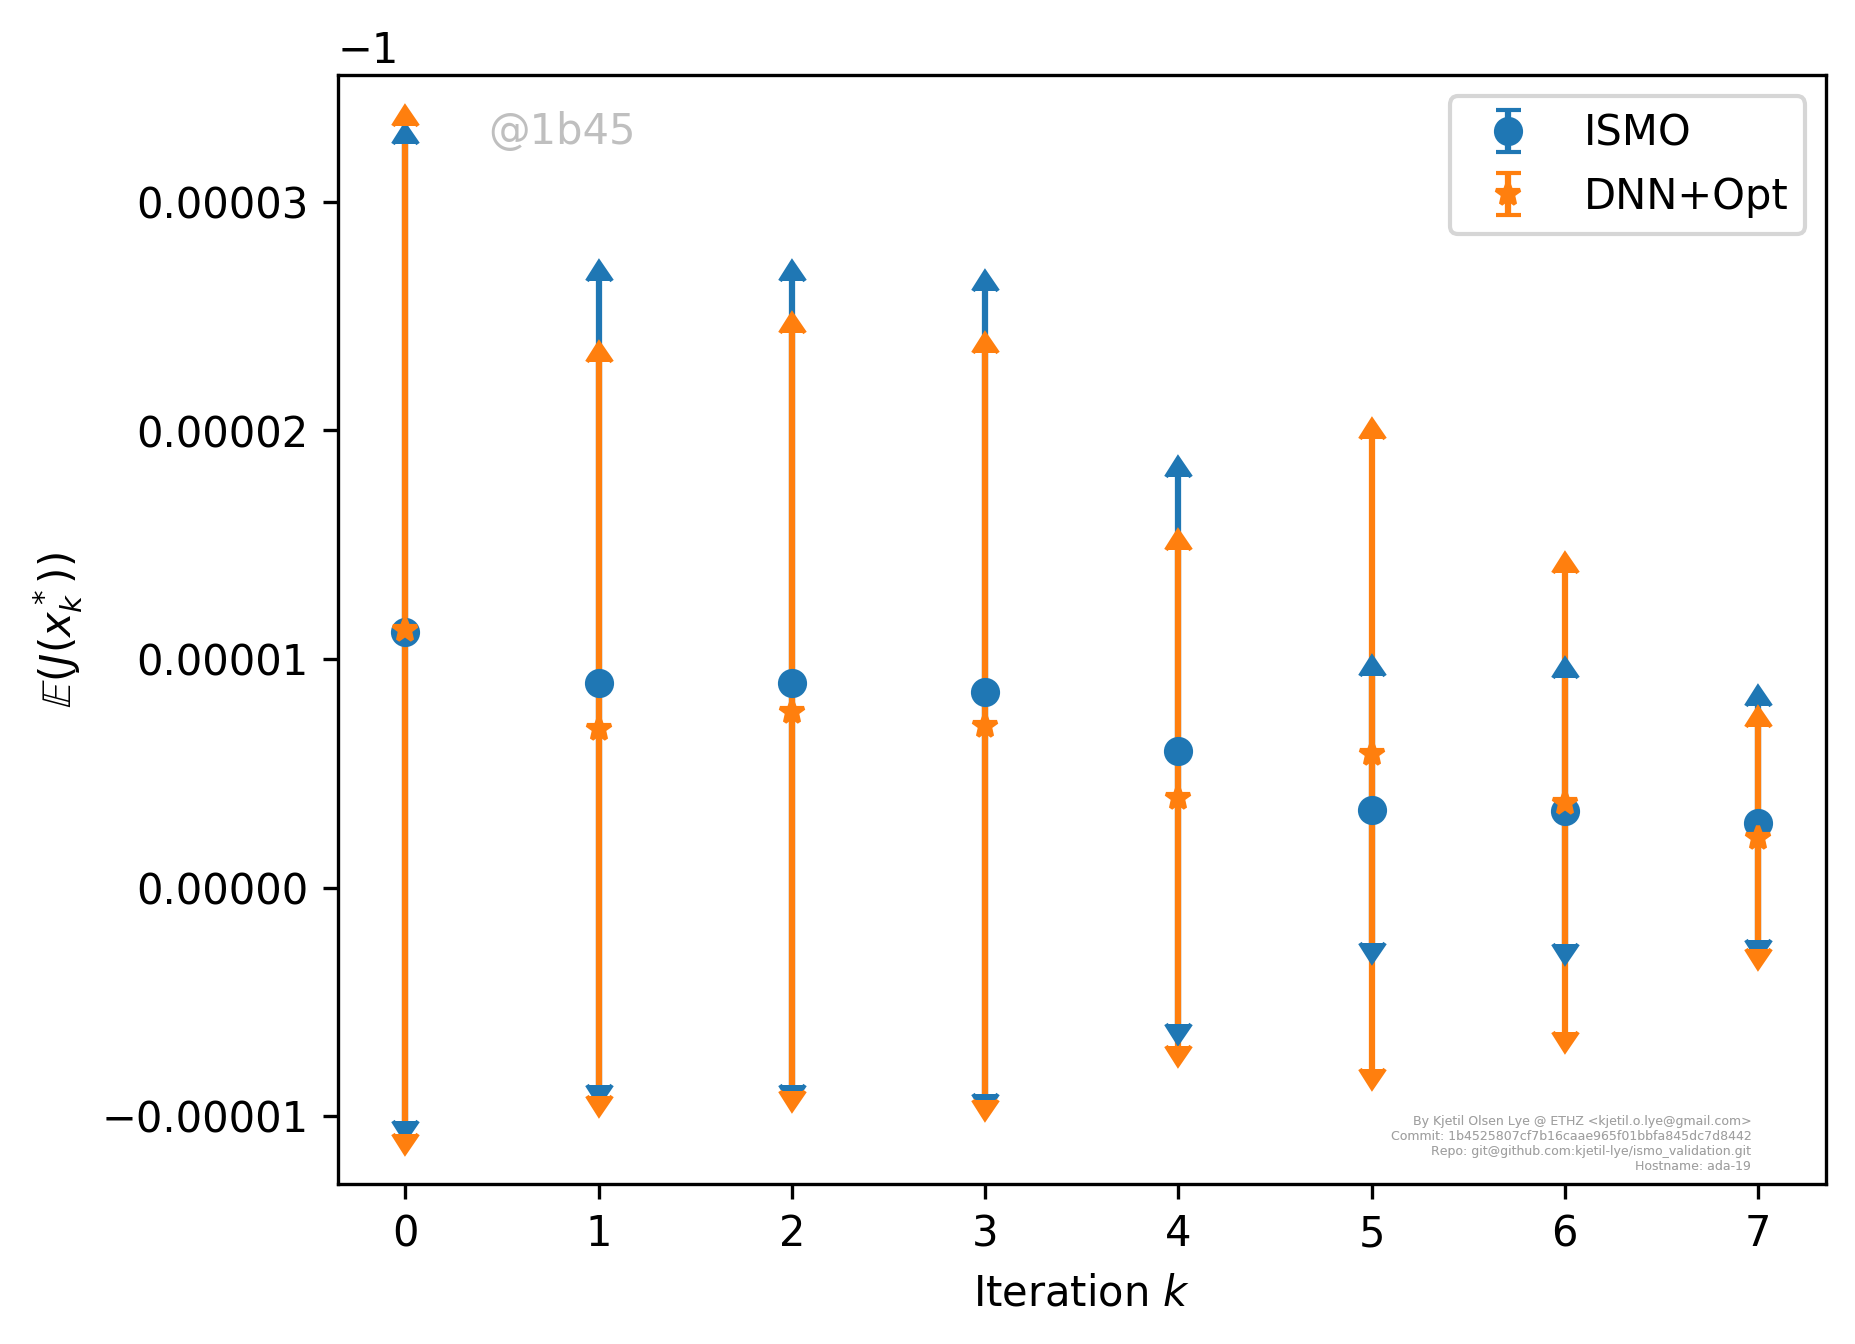 −1
@1b45
ISMO
DNN+Opt
0.00003
0.00002
0.00001
0.00000
−0.00001
𝔼(J(x*k))
By Kjetil Olsen Lye @ ETHZ <kjetil.o.lye@gmail.com>
Commit: 1b4525807cf7b16caae965f01bbfa845dc7d8442
Repo: git@github.com:kjetil-lye/ismo_validation.git
Hostname: ada-19
0 1 2 3 4 5 6 7
Iteration k